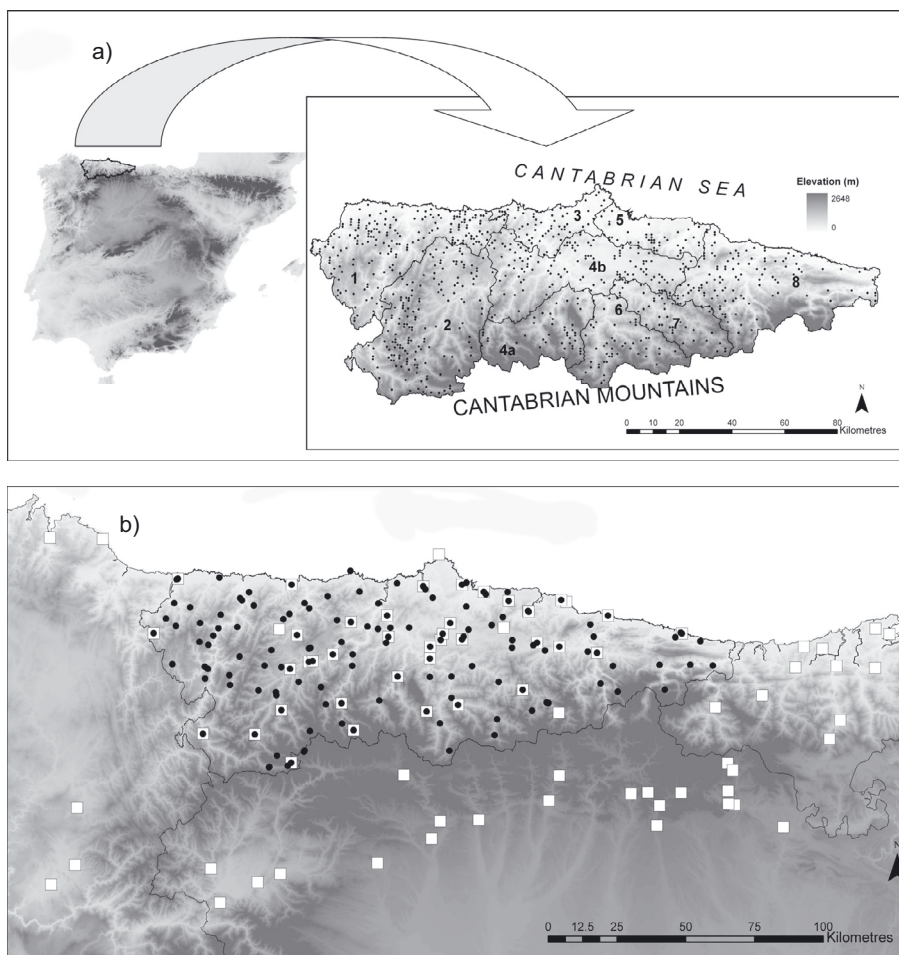 a)
CANTABRIAN SEA
Elevation (m)
2648
0
3
5
1
4b
8
2
6
7
4a
CANTABRIAN MOUNTAINS
N
0 10 20 40 60 80
Kilometres
b)
N
0 12.5 25 50 75 100
Kilometres